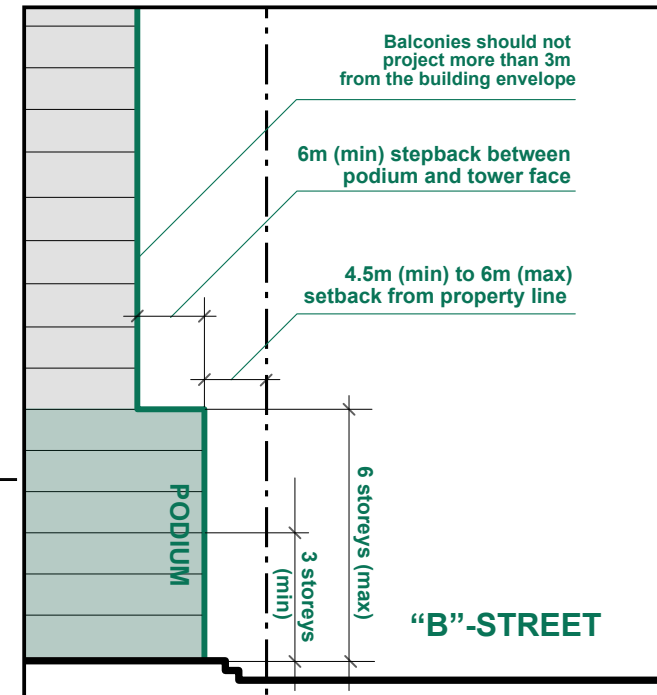 Balconies should not
project more than 3m
from the building envelope
6m (min) stepback between
podium and tower face
4.5m (min) to 6m (max)
setback from property line
PODIUM
3 storeys
(min)
6 storeys (max)
“B”-STREET